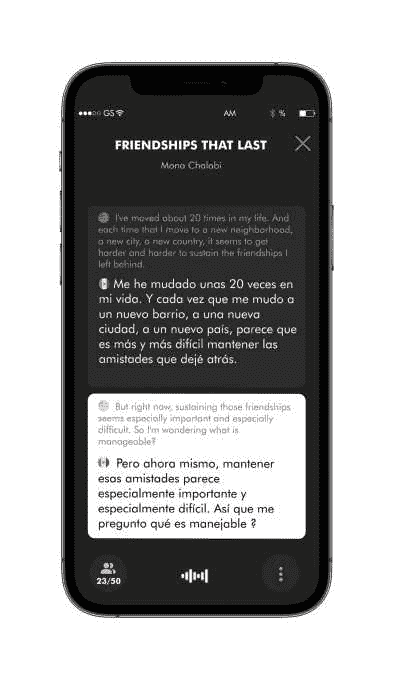 GS
AM
%
FRIENDSHIPS THAT LAST
Mona Chalabi
I've moved about 20 times in my life. And
each time that I move to a new neighborhood,
a new city, a new country, it seems to get
harder and harder to sustain the friendships I
left behind.
Me he mudado unas 20 veces en
mi vida. Y cada vez que me mudo a
un nuevo barrio, a una nueva
ciudad, a un nuevo país, parece que
es más y más difícil mantener las
amistades que dejé atrás.
But right now, sustaining those friendships
seems especially important and especially
difficult. So I'm wondering what is
manageable?
Pero ahora mismo, mantener
esas amistades parece
especialmente importante y
especialmente difícil. Así que me
pregunto qué es manejable ?
23/50